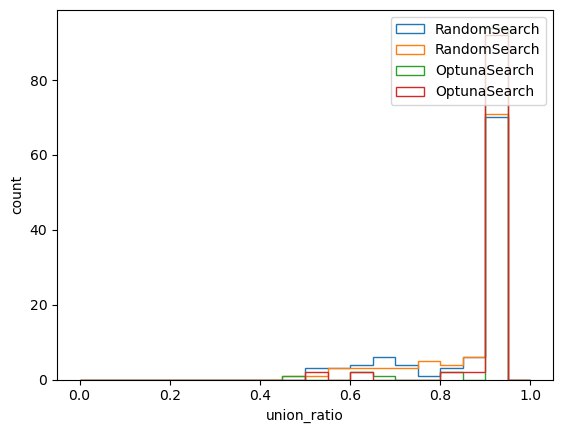 RandomSearch
RandomSearch
OptunaSearch
OptunaSearch
80
60
40
20
0
count
0.0 0.2 0.4 0.6 0.8 1.0
union_ratio